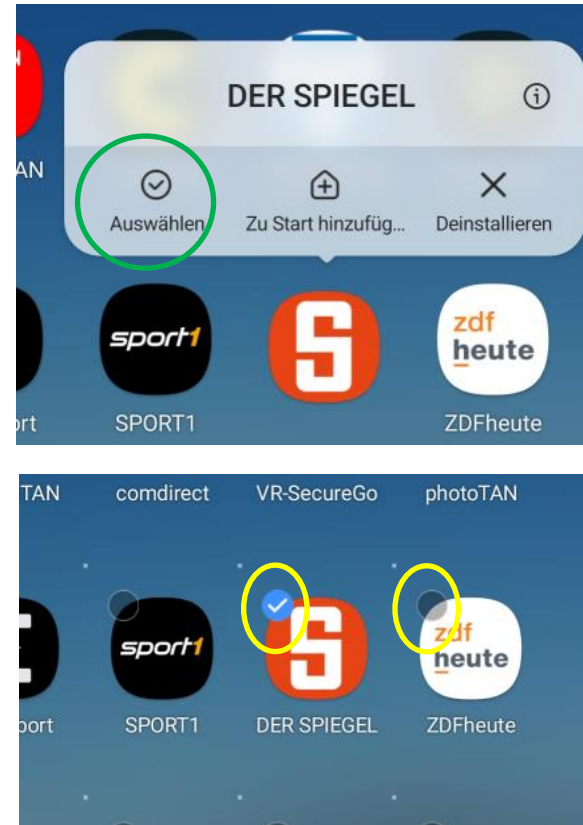 DER SPIEGEL
AN
Auswählen Zu Start hinzufüg... Deinstallieren
sport1
S
zdf
heute
ort SPORT1 ZDFheute
TAN comdirect VR-SecureGo photoTAN
sport1
S
zdf
heute
port SPORT1 DER SPIEGEL ZDFheute